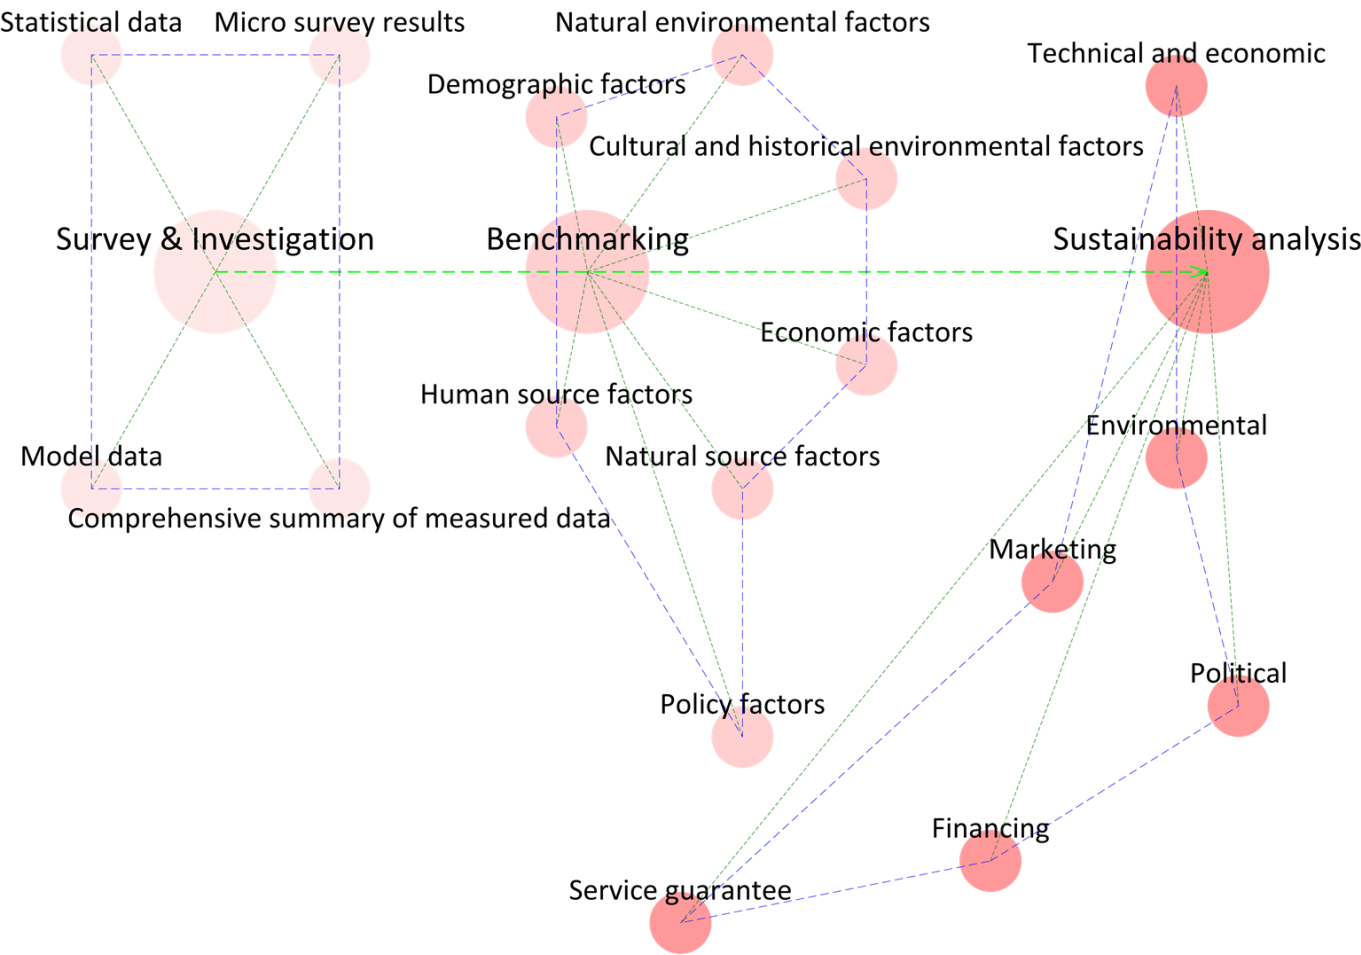 Statistical data
Micro survey results
Natural environmental factors
Technical and economic
Demographic factors
Cultural and historical environmental factors
Survey & Investigation
Benchmarking
Sustainability analysis
Economic factors
Human source factors
Environmental
Model data
Natural source factors
Comprehensive summary of measured data
Marketing
Political
Policy factors
Financing
Service guarantee